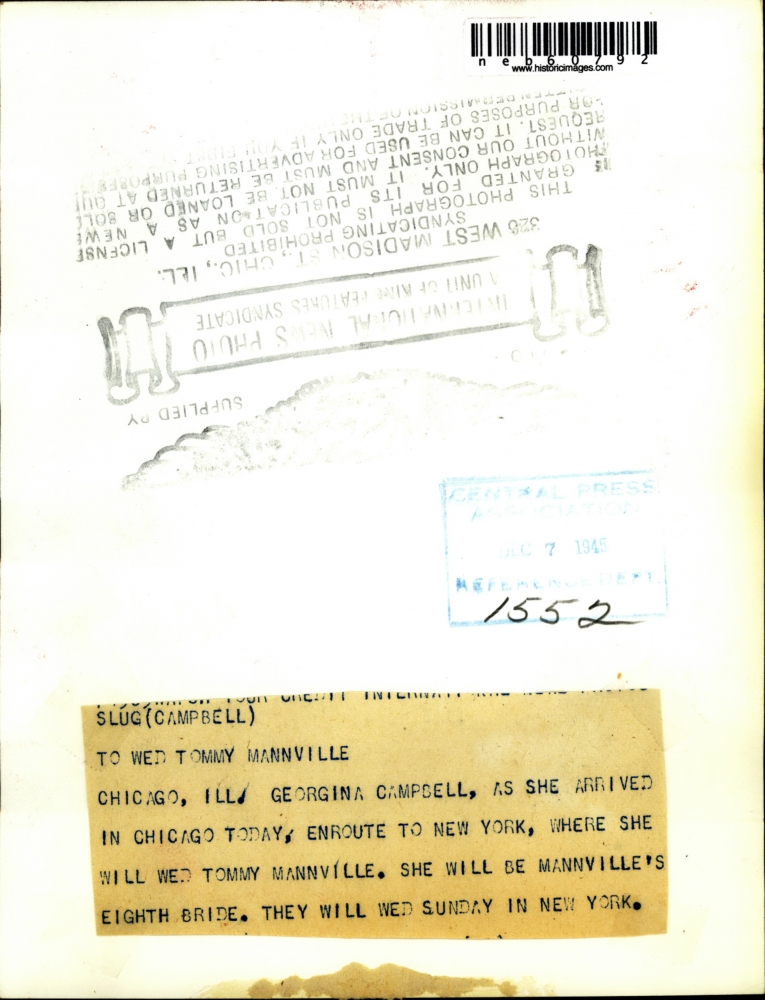 neb60792
www.historicimages.com
OR PURPOSES OF TRADE ONLY IF YOU
REQUEST. IT CAN BE USED FOR ADVERTISING PURPOSES
WITHOUT OUR CONSENT AND MUST BE RETURNED AT
PHOTOGRAPH ONLY. IT MUST NOT BE LOANED OR
GRANTED FOR ITS PUBLICATION AS A NEWS
THIS PHOTOGRAPH IS NOT SOLD BUT A LICENSE
SYNDICATING PROHIBITED
326 WEST MADISON ST., CHIC., ILL.
A UNIT OF KING FEATURES SYNDICATE
INTERNATIONAL NEWS PHOTO
SUPPLIED BY
CENTRAL PRESS
ASSOCIATION
DEC 7 1945
REFERENCE DEPT.
1552
SLUG(CAMPBELL)
TO WED TOMMY MANNVILLE
CHICAGO, ILL/ GEORGINA CAMPBELL, AS SHE ARRIVED
IN CHICAGO TODAY, ENROUTE TO NEW YORK, WHERE SHE
WILL WED TOMMY MANNVILLE. SHE WILL BE MANNVILLE'S
EIGHTH BRIDE. THEY WILL WED SUNDAY IN NEW YORK.